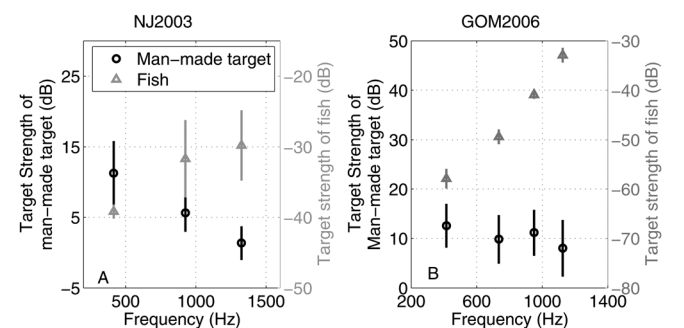 NJ2003
Target Strength of
man-made target (dB)
25
15
5
−5
Man-made target
Fish
A
500
1000
1500
Frequency (Hz)
−20
−30
−40
−50
Target strength of fish (dB)
GOM2006
Target Strength of
Man-made target (dB)
50
40
30
20
10
0
B
200
600
1000
1400
Frequency (Hz)
−30
−40
−50
−60
−70
−80
Target strength of fish (dB)